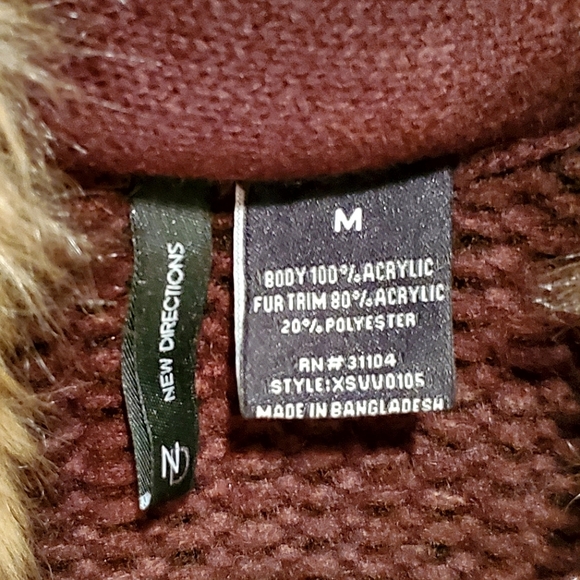 NEW DIRECTIONS
ND
M
BODY 100% ACRYLIC
FUR TRIM 80% ACRYLIC
20% POLYESTER
RN# 31104
STYLE:XSVV0105
MADE IN BANGLADESH